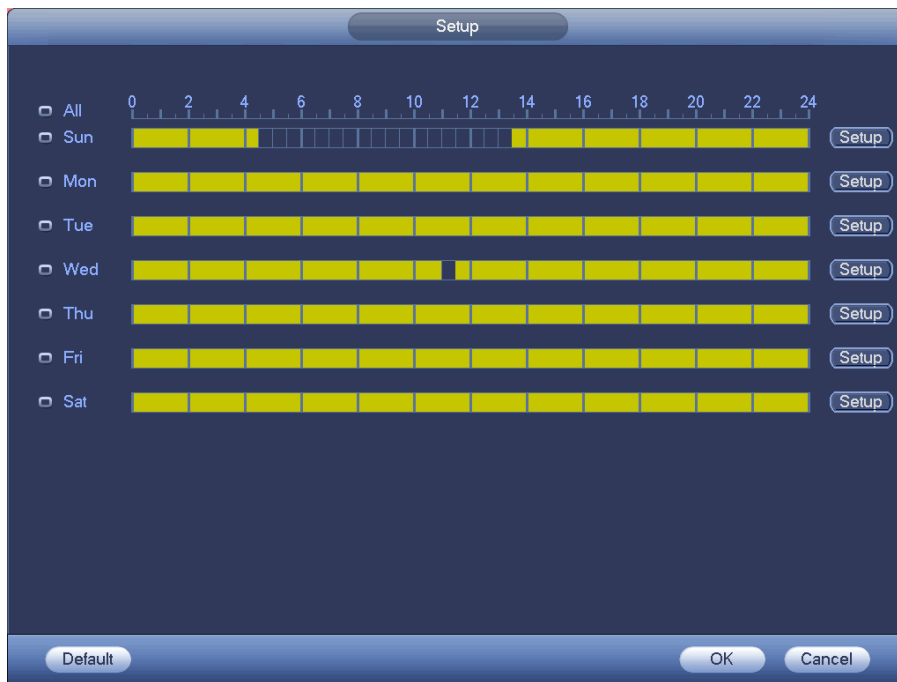 Setup
0 2 4 6 8 10 12 14 16 18 20 22 24
All
Sun Setup
Mon Setup
Tue Setup
Wed Setup
Thu Setup
Fri Setup
Sat Setup
Default OK Cancel